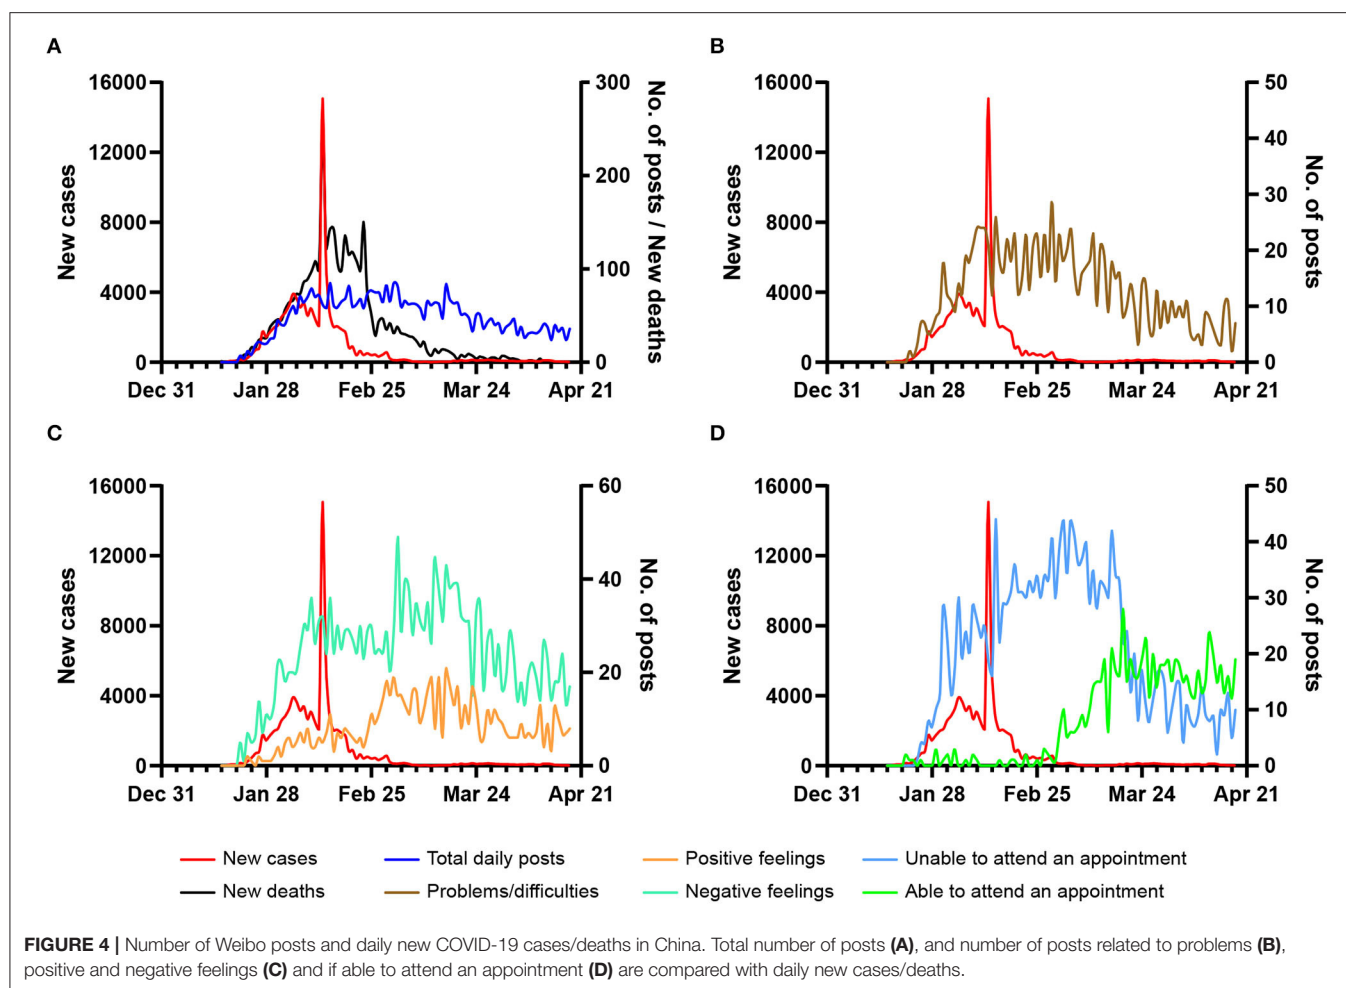 A
B
16000
12000
8000
4000
0
New cases
300
200
100
0
No. of posts / New deaths
Dec 31 Jan 28 Feb 25 Mar 24 Apr 21
16000
12000
8000
4000
0
New cases
50
40
30
20
10
0
No. of posts
Dec 31 Jan 28 Feb 25 Mar 24 Apr 21
C
D
16000
12000
8000
4000
0
New cases
60
40
20
0
No. of posts
Dec 31 Jan 28 Feb 25 Mar 24 Apr 21
16000
12000
8000
4000
0
New cases
50
40
30
20
10
0
No. of posts
Dec 31 Jan 28 Feb 25 Mar 24 Apr 21
New cases Total daily posts Positive feelings Unable to attend an appointment
New deaths Problems/difficulties Negative feelings Able to attend an appointment
FIGURE 4 | Number of Weibo posts and daily new COVID-19 cases/deaths in China. Total number of posts (A), and number of posts related to problems (B),
positive and negative feelings (C) and if able to attend an appointment (D) are compared with daily new cases/deaths.